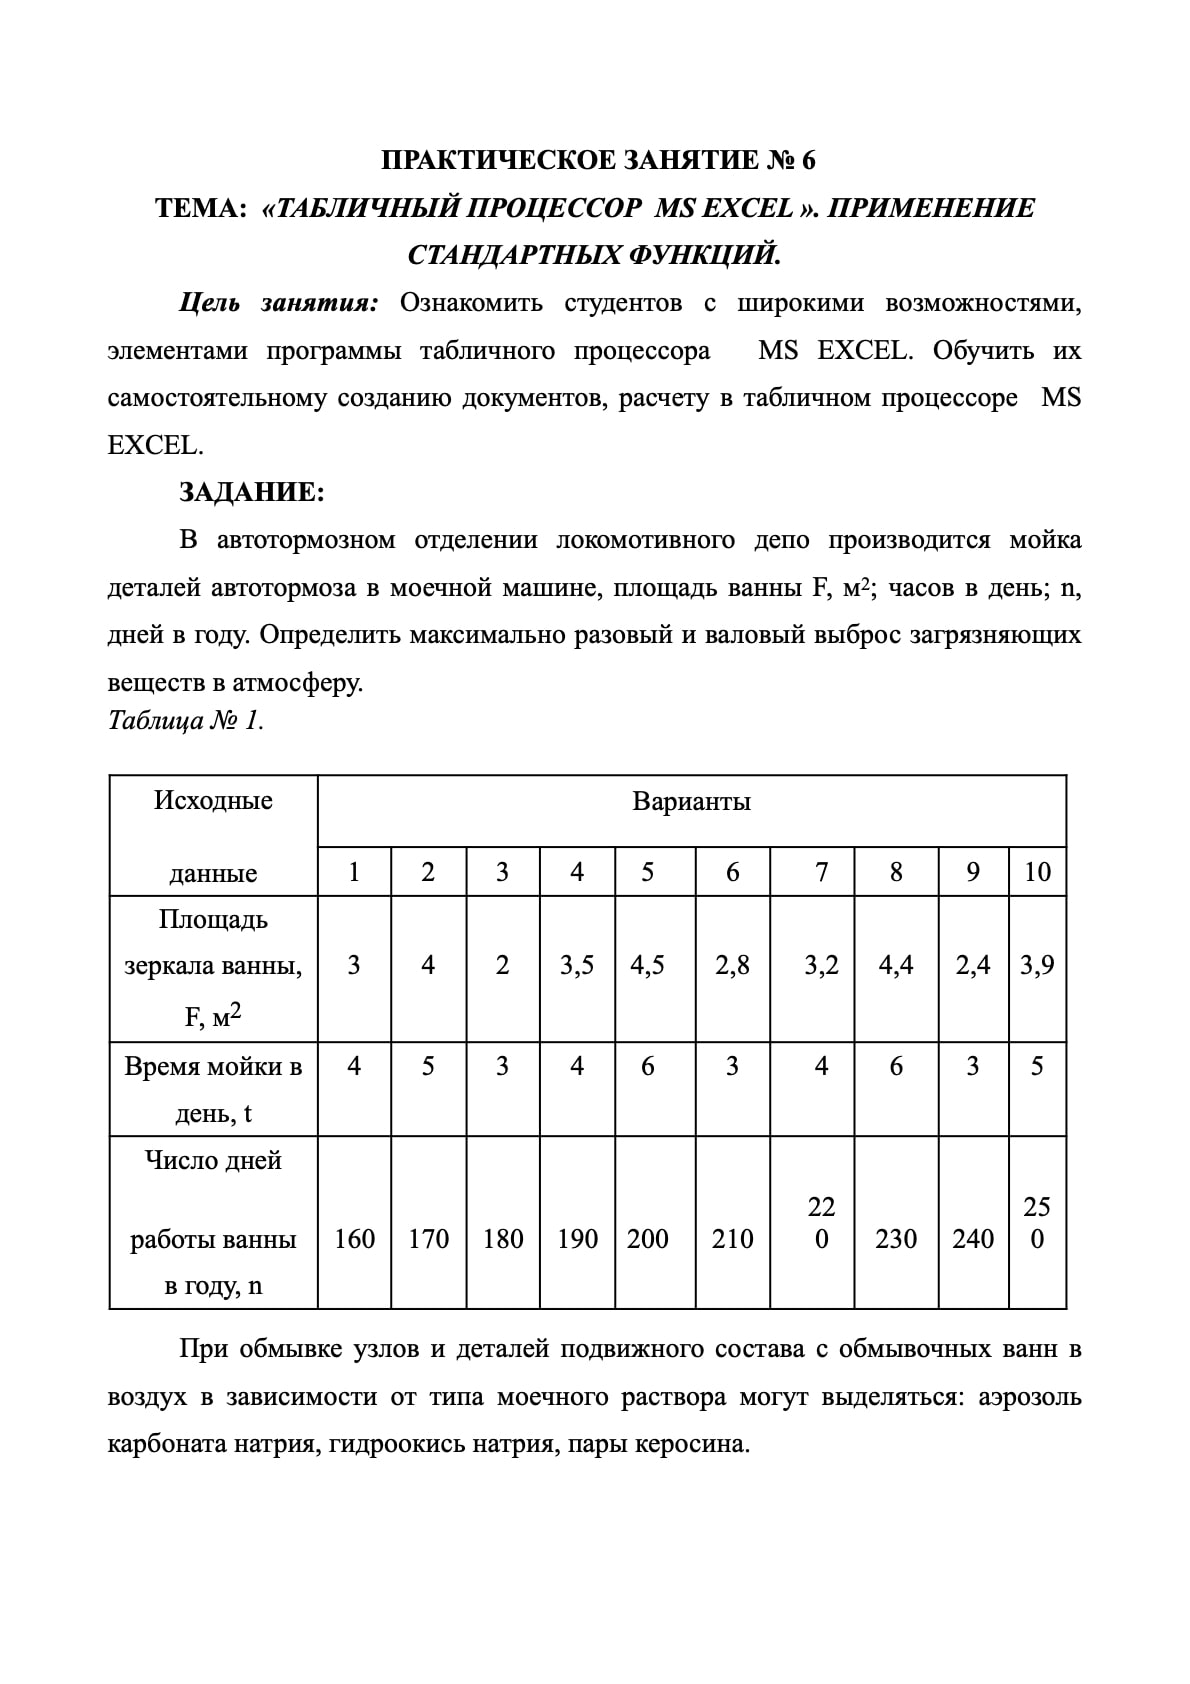 ПРАКТИЧЕСКОЕ ЗАНЯТИЕ № 6
ТЕМА: «ТАБЛИЧНЫЙ ПРОЦЕССОР MS EXCEL ». ПРИМЕНЕНИЕ
СТАНДАРТНЫХ ФУНКЦИЙ.
Цель занятия: Ознакомить студентов с широкими возможностями,
элементами программы табличного процессора MS EXCEL. Обучить их
самостоятельному созданию документов, расчету в табличном процессоре MS
EXCEL.
ЗАДАНИЕ:
В автотормозном отделении локомотивного депо производится мойка
деталей автотормоза в моечной машине, площадь ванны F, м²; часов в день; n,
дней в году. Определить максимально разовый и валовый выброс загрязняющих
веществ в атмосферу.
Таблица № 1.
Исходные
данные
Варианты
1 2 3 4 5 6 7 8 9 10
Площадь
зеркала ванны,
F, м²
3 4 2 3,5 4,5 2,8 3,2 4,4 2,4 3,9
Время мойки в
день, t
4 5 3 4 6 3 4 6 3 5
Число дней
работы ванны
в году, n
160 170 180 190 200 210 22
0 230 240 25
0
При обмывке узлов и деталей подвижного состава с обмывочных ванн в
воздух в зависимости от типа моечного раствора могут выделяться: аэрозоль
карбоната натрия, гидроокись натрия, пары керосина.